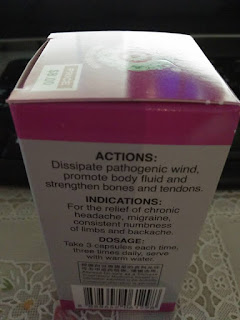 ACTIONS:
Dissipate pathogenic wind,
promote body fluid and
strengthen bones and tendons.
INDICATIONS:
For the relief of chronic
headache, migraine,
consistent numbness
of limbs and backache.
DOSAGE:
Take 3 capsules each time,
three times daily, serve
with warm water.